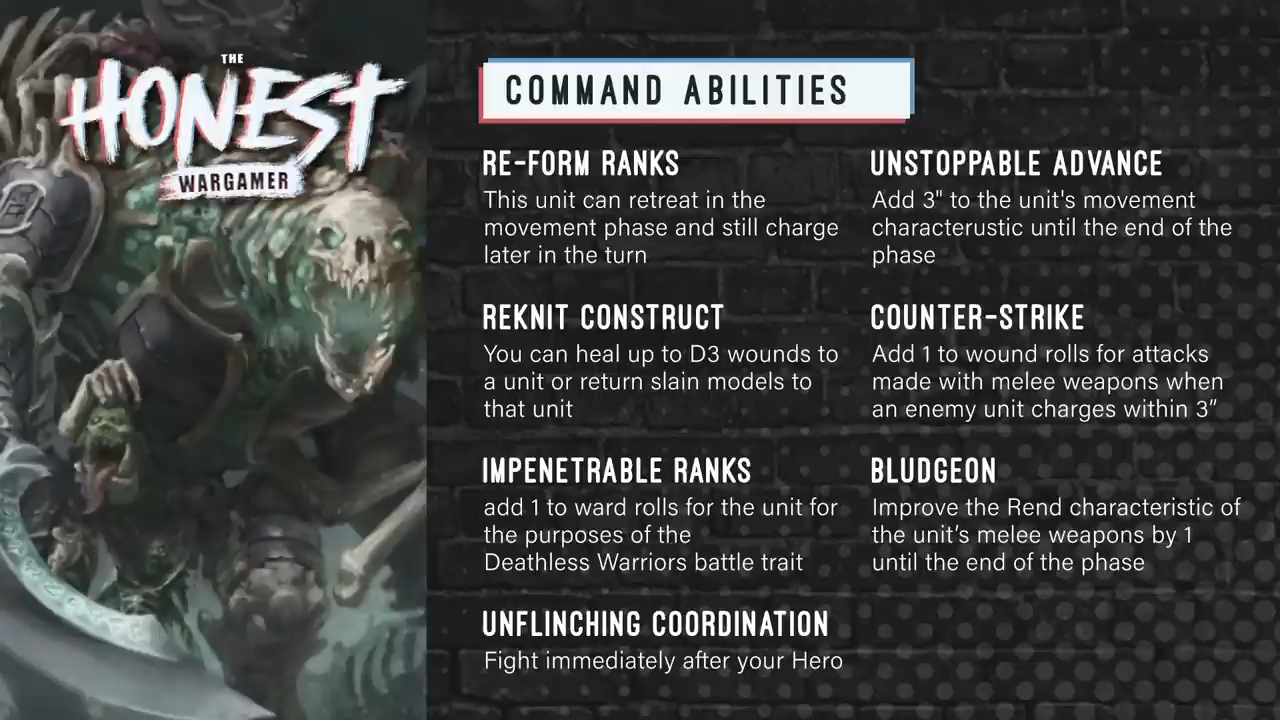 THE
HONEST
WARGAMER
COMMAND ABILITIES
RE-FORM RANKS
This unit can retreat in the
movement phase and still charge
later in the turn
REKNIT CONSTRUCT
You can heal up to D3 wounds to
a unit or return slain models to
that unit
IMPENETRABLE RANKS
add 1 to ward rolls for the unit for
the purposes of the
Deathless Warriors battle trait
UNFLINCHING COORDINATION
Fight immediately after your Hero
UNSTOPPABLE ADVANCE
Add 3" to the unit's movement
characterustic until the end of the
phase
COUNTER-STRIKE
Add 1 to wound rolls for attacks
made with melee weapons when
an enemy unit charges within 3”
BLUDGEON
Improve the Rend characteristic of
the unit’s melee weapons by 1
until the end of the phase